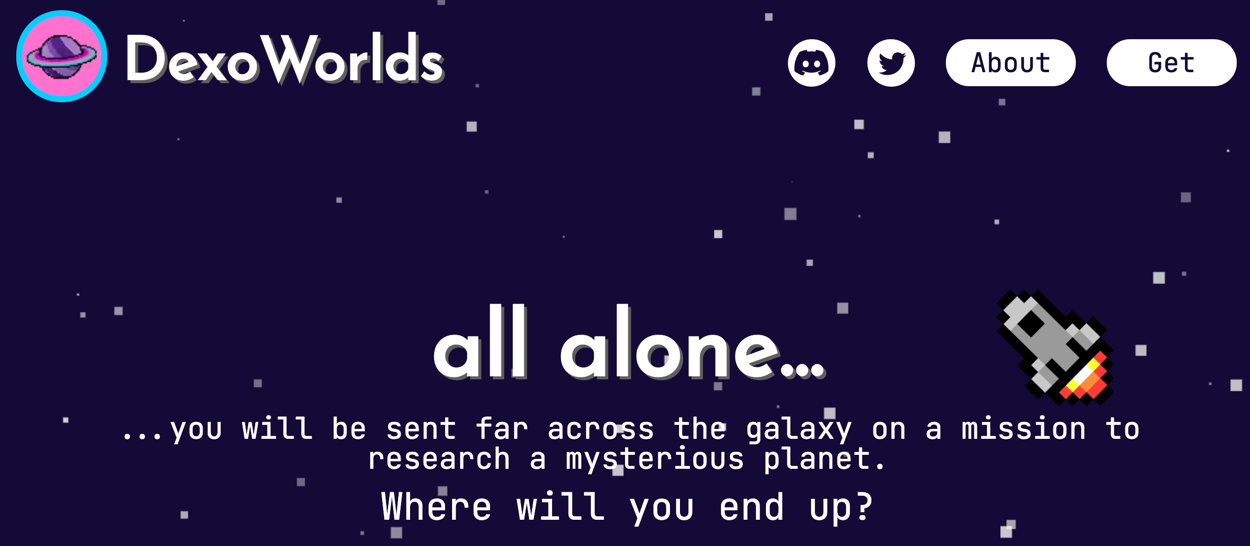 DexoWorlds
About
Get
all alone...
...you will be sent far across the galaxy on a mission to
research a mysterious planet.
Where will you end up?